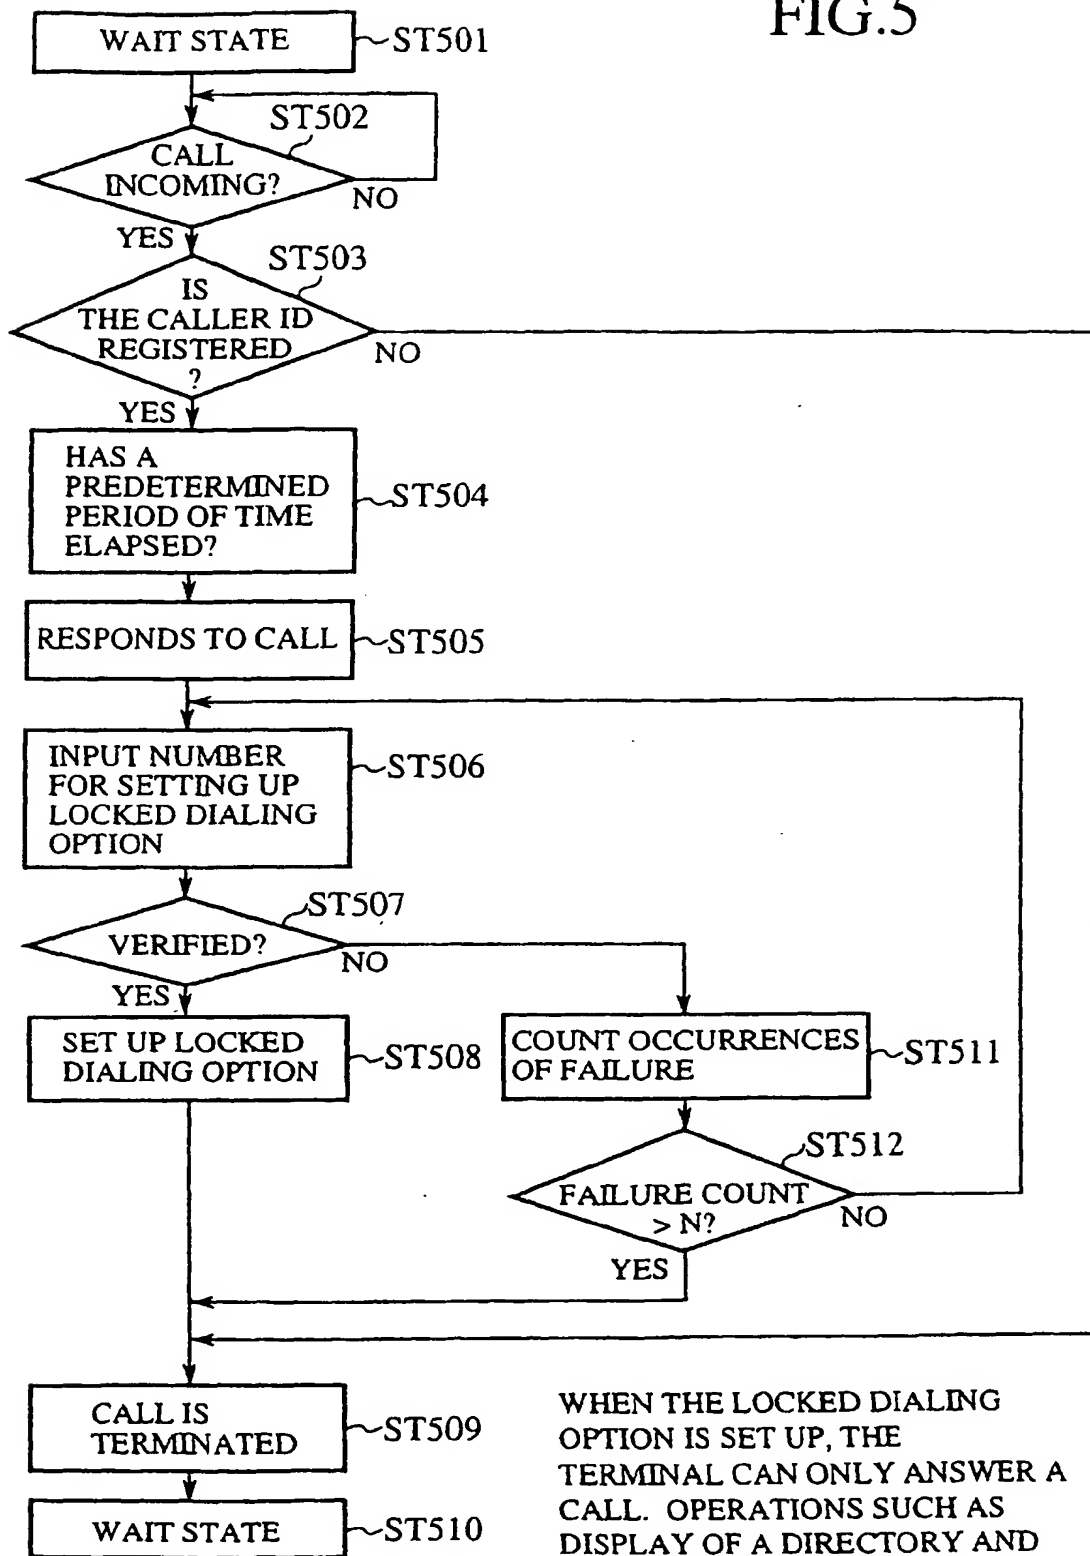 FIG.5
WAIT STATE
ST501
ST502
CALL
INCOMING?
NO
YES
ST503
IS
THE CALLER ID
REGISTERED
?
NO
YES
HAS A
PREDETERMINED
PERIOD OF TIME
ELAPSED?
ST504
RESPONDS TO CALL
ST505
INPUT NUMBER
FOR SETTING UP
LOCKED DIALING
OPTION
ST506
ST507
VERIFIED?
NO
YES
SET UP LOCKED
DIALING OPTION
ST508
COUNT OCCURRENCES
OF FAILURE
ST511
ST512
FAILURE COUNT
> N?
NO
YES
CALL IS
TERMINATED
ST509
WAIT STATE
ST510
WHEN THE LOCKED DIALING
OPTION IS SET UP, THE
TERMINAL CAN ONLY ANSWER A
CALL. OPERATIONS SUCH AS
DISPLAY OF A DIRECTORY AND